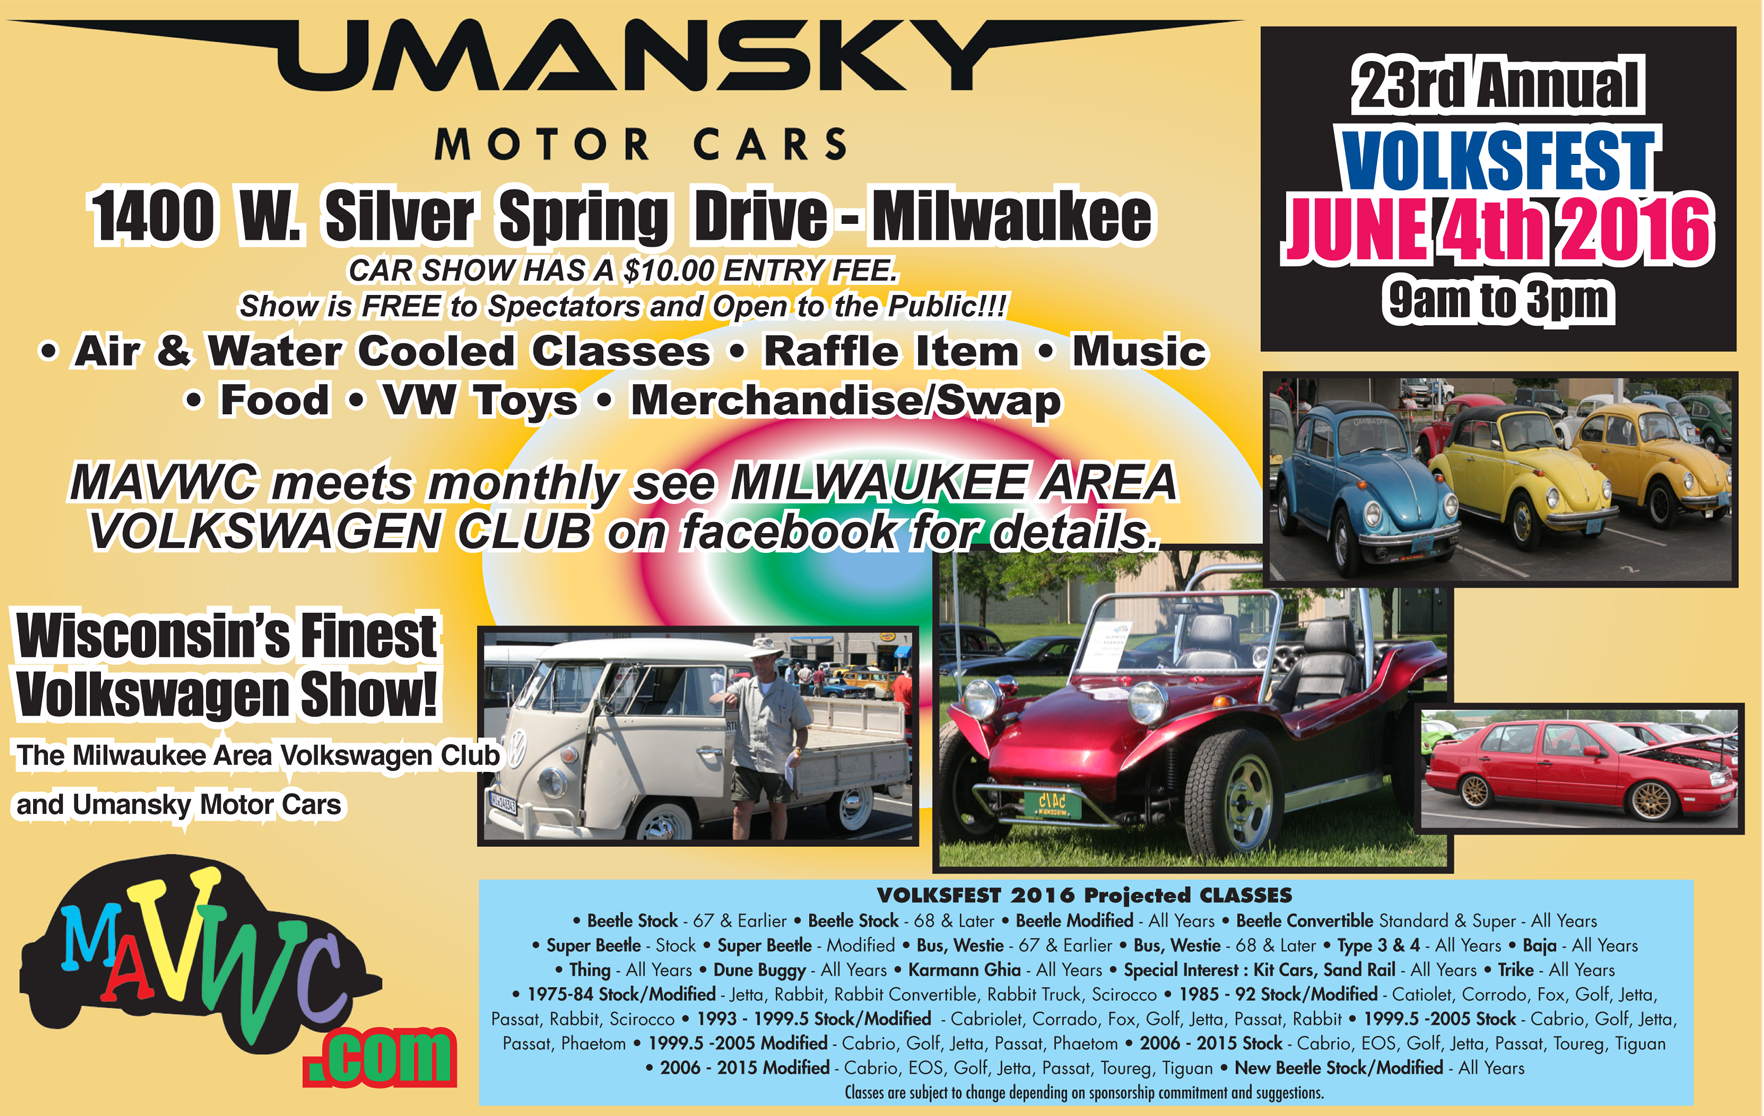 UMANSKY
MOTOR CARS
1400 W. Silver Spring Drive - Milwaukee
CAR SHOW HAS A $10.00 ENTRY FEE.
Show is FREE to Spectators and Open to the Public!!!
• Air & Water Cooled Classes • Raffle Item • Music
• Food • VW Toys • Merchandise/Swap
MAVWC meets monthly see MILWAUKEE AREA
VOLKSWAGEN CLUB on facebook for details.
23rd Annual
VOLKSFEST
JUNE 4th 2016
9am to 3pm
Wisconsin's Finest
Volkswagen Show!
The Milwaukee Area Volkswagen Club
and Umansky Motor Cars
MAVWC
.com
VOLKSFEST 2016 Projected CLASSES
• Beetle Stock - 67 & Earlier • Beetle Stock - 68 & Later • Beetle Modified - All Years • Beetle Convertible Standard & Super - All Years
• Super Beetle - Stock • Super Beetle - Modified • Bus, Westie - 67 & Earlier • Bus, Westie - 68 & Later • Type 3 & 4 - All Years • Baja - All Years
• Thing - All Years • Dune Buggy - All Years • Karmann Ghia - All Years • Special Interest : Kit Cars, Sand Rail - All Years • Trike - All Years
• 1975-84 Stock/Modified - Jetta, Rabbit, Rabbit Convertible, Rabbit Truck, Scirocco • 1985 - 92 Stock/Modified - Catiolet, Corrodo, Fox, Golf, Jetta,
Passat, Rabbit, Scirocco • 1993 - 1999.5 Stock/Modified - Cabriolet, Corrado, Fox, Golf, Jetta, Passat, Rabbit • 1999.5 -2005 Stock - Cabrio, Golf, Jetta,
Passat, Phaetom • 1999.5 -2005 Modified - Cabrio, Golf, Jetta, Passat, Phaetom • 2006 - 2015 Stock - Cabrio, EOS, Golf, Jetta, Passat, Toureg, Tiguan
• 2006 - 2015 Modified - Cabrio, EOS, Golf, Jetta, Passat, Toureg, Tiguan • New Beetle Stock/Modified - All Years
Classes are subject to change depending on sponsorship commitment and suggestions.